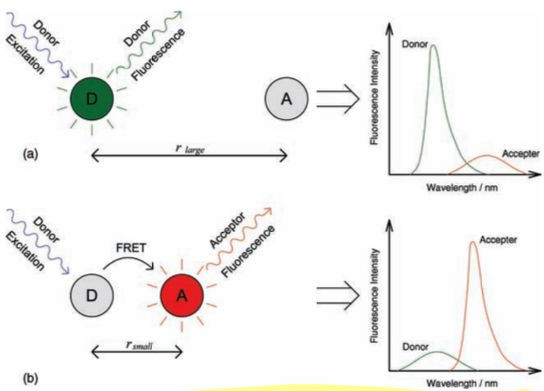 Donor
Excitation
Donor
Fluorescence
D
A
(a)
r large
Fluorescence Intensity
Donor
Accepter
Wavelength / nm
Donor
Excitation
FRET
Acceptor
Fluorescence
D
A
(b)
r small
Fluorescence Intensity
Accepter
Donor
Wavelength / nm